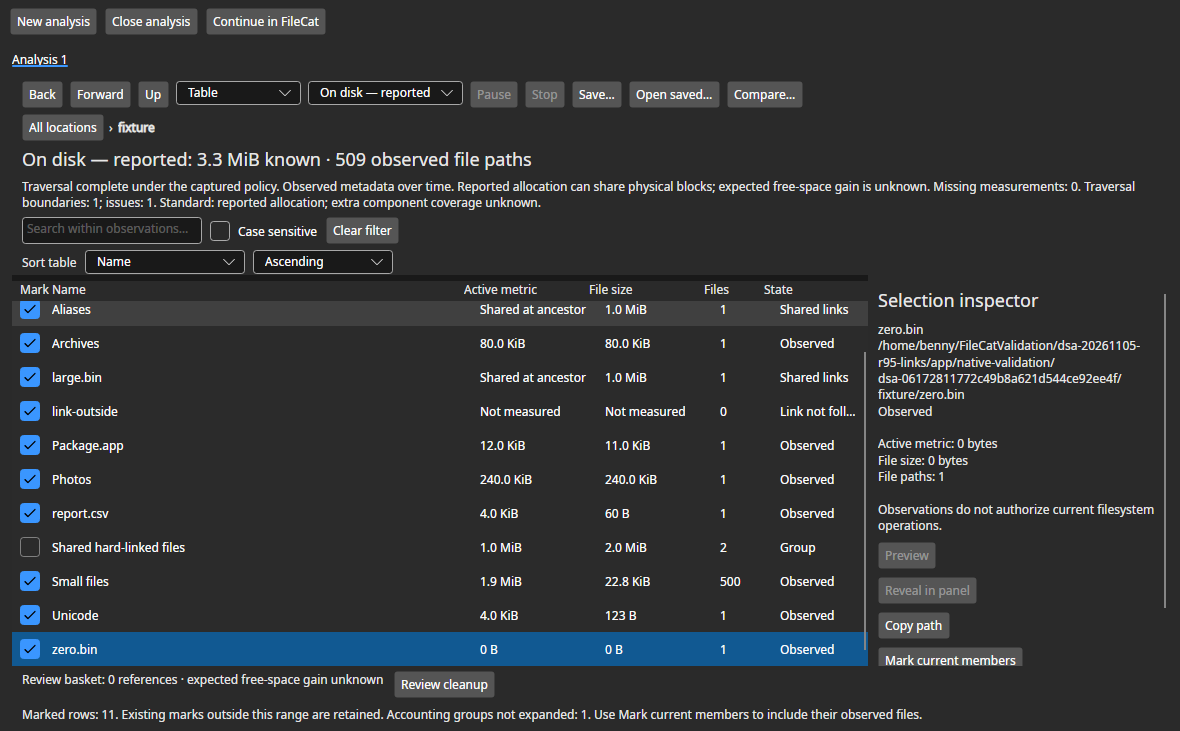 New analysis Close analysis Continue in FileCat
Analysis 1
Back Forward Up Table On disk — reported Pause Stop Save... Open saved... Compare...
All locations › fixture
On disk — reported: 3.3 MiB known · 509 observed file paths
Traversal complete under the captured policy. Observed metadata over time. Reported allocation can share physical blocks; expected free-space gain is unknown. Missing measurements: 0. Traversal
boundaries: 1; issues: 1. Standard: reported allocation; extra component coverage unknown.
Search within observations... Case sensitive Clear filter
Sort table Name Ascending
Mark Name Active metric File size Files State
Aliases Shared at ancestor 1.0 MiB 1 Shared links
Archives 80.0 KiB 80.0 KiB 1 Observed
large.bin Shared at ancestor 1.0 MiB 1 Shared links
link-outside Not measured Not measured 0 Link not foll...
Package.app 12.0 KiB 11.0 KiB 1 Observed
Photos 240.0 KiB 240.0 KiB 1 Observed
report.csv 4.0 KiB 60 B 1 Observed
Shared hard-linked files 1.0 MiB 2.0 MiB 2 Group
Small files 1.9 MiB 22.8 KiB 500 Observed
Unicode 4.0 KiB 123 B 1 Observed
zero.bin 0 B 0 B 1 Observed
Selection inspector
zero.bin
/home/benny/FileCatValidation/dsa-20261105-
r95-links/app/native-validation/
dsa-06172811772c49b8a621d544ce92ee4f/
fixture/zero.bin
Observed
Active metric: 0 bytes
File size: 0 bytes
File paths: 1
Observations do not authorize current filesystem
operations.
Preview
Reveal in panel
Copy path
Mark current members
Review basket: 0 references · expected free-space gain unknown Review cleanup
Marked rows: 11. Existing marks outside this range are retained. Accounting groups not expanded: 1. Use Mark current members to include their observed files.